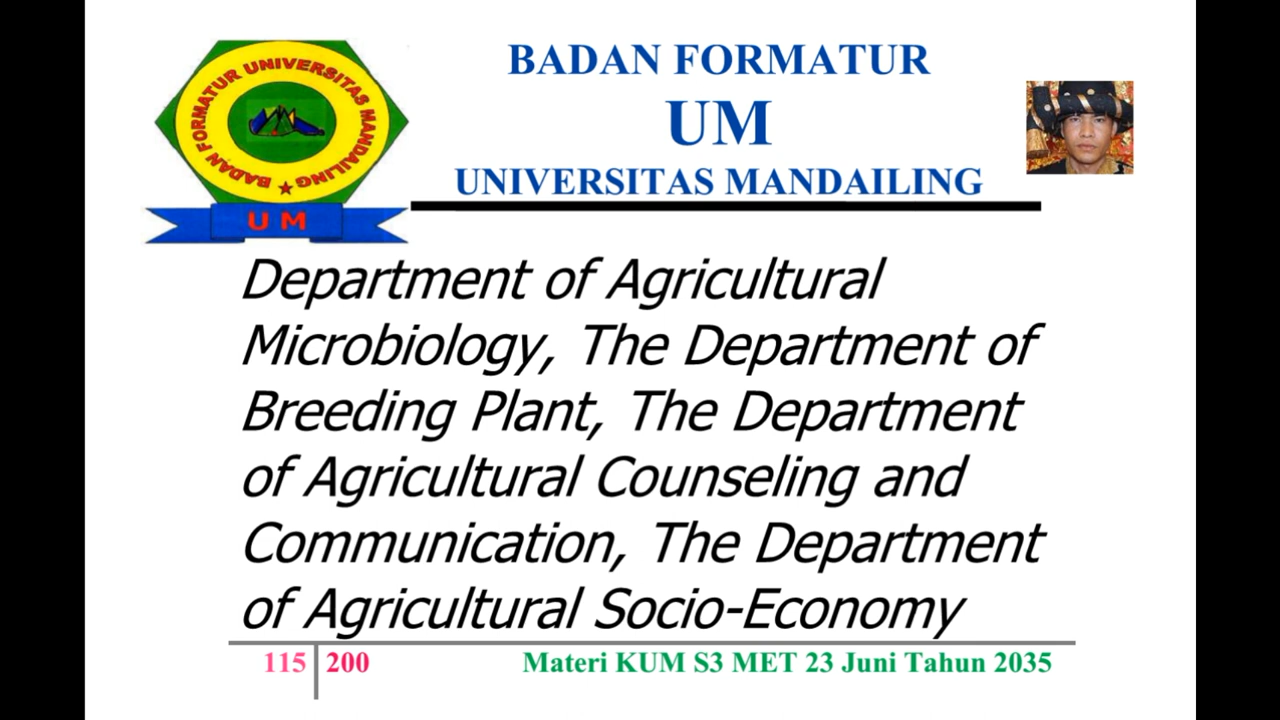 BADAN FORMATUR UNIVERSITAS MANDAILING
U M
BADAN FORMATUR
UM
UNIVERSITAS MANDAILING
Department of Agricultural
Microbiology, The Department of
Breeding Plant, The Department
of Agricultural Counseling and
Communication, The Department
of Agricultural Socio-Economy
115 200
Materi KUM S3 MET 23 Juni Tahun 2035